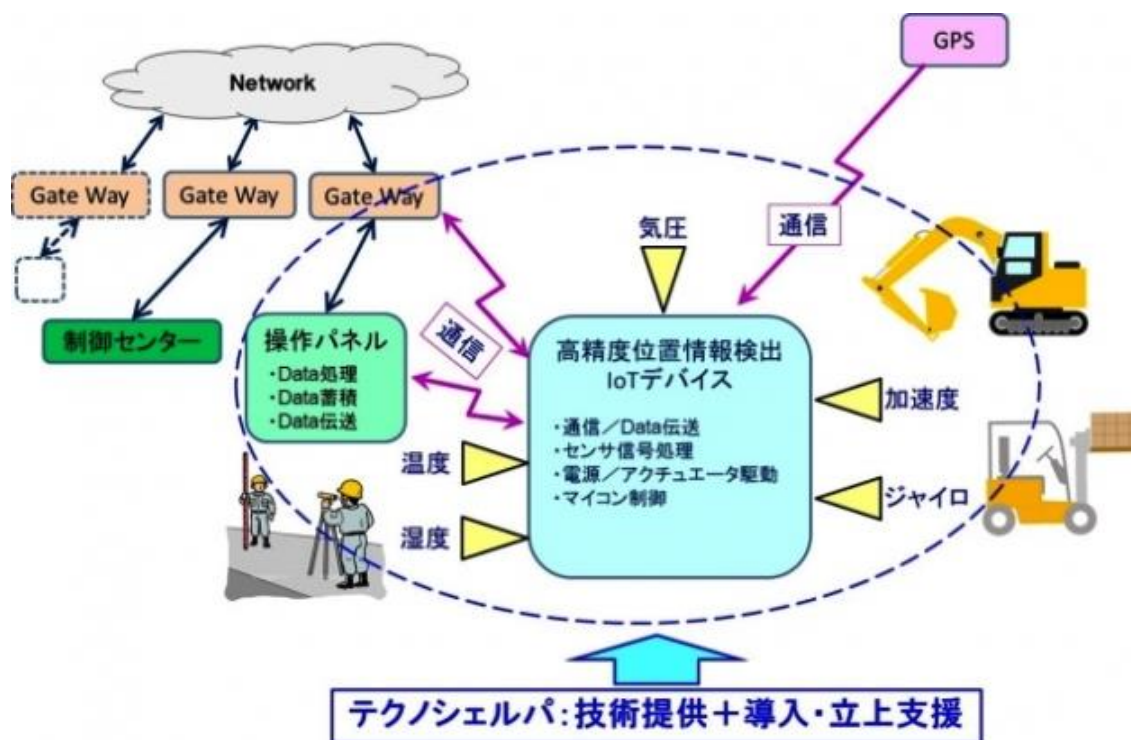 GPS
Network
Gate Way
Gate Way
Gate Way
通信
気圧
制御センター
操作パネル
・Data処理
・Data蓄積
・Data伝送
通信
高精度位置情報検出
IoTデバイス
・通信／Data伝送
・センサ信号処理
・電源／アクチュエータ駆動
・マイコン制御
加速度
温度
ジャイロ
湿度
テクノシェルパ：技術提供＋導入・立上支援